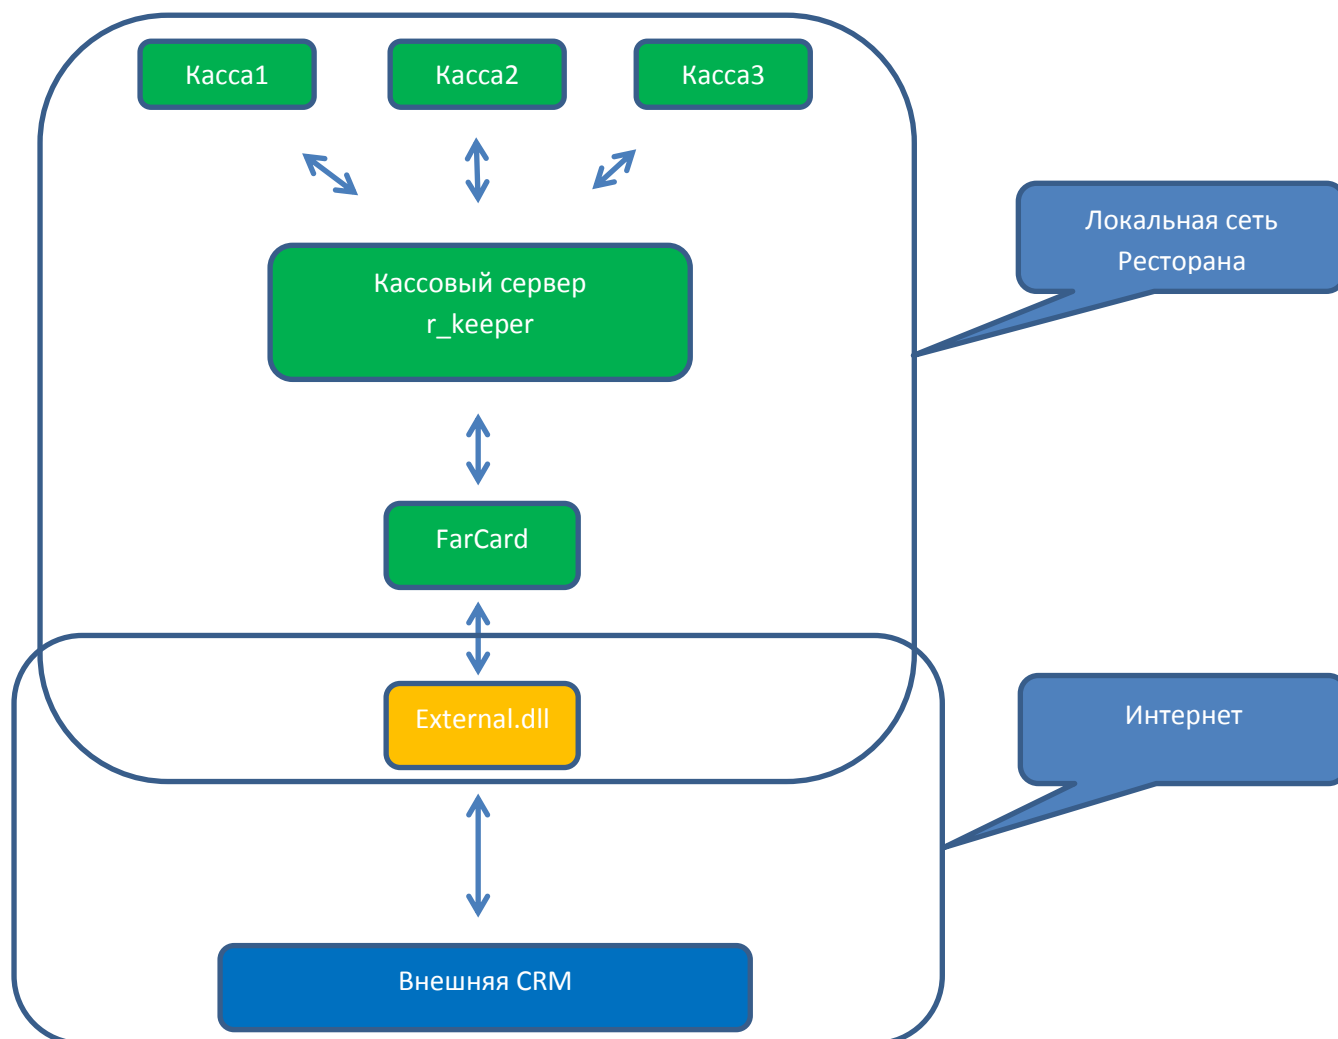 Касса1
Касса2
Касса3
Локальная сеть
Ресторана
Кассовый сервер
r_keeper
FarCard
External.dll
Интернет
Внешняя CRM